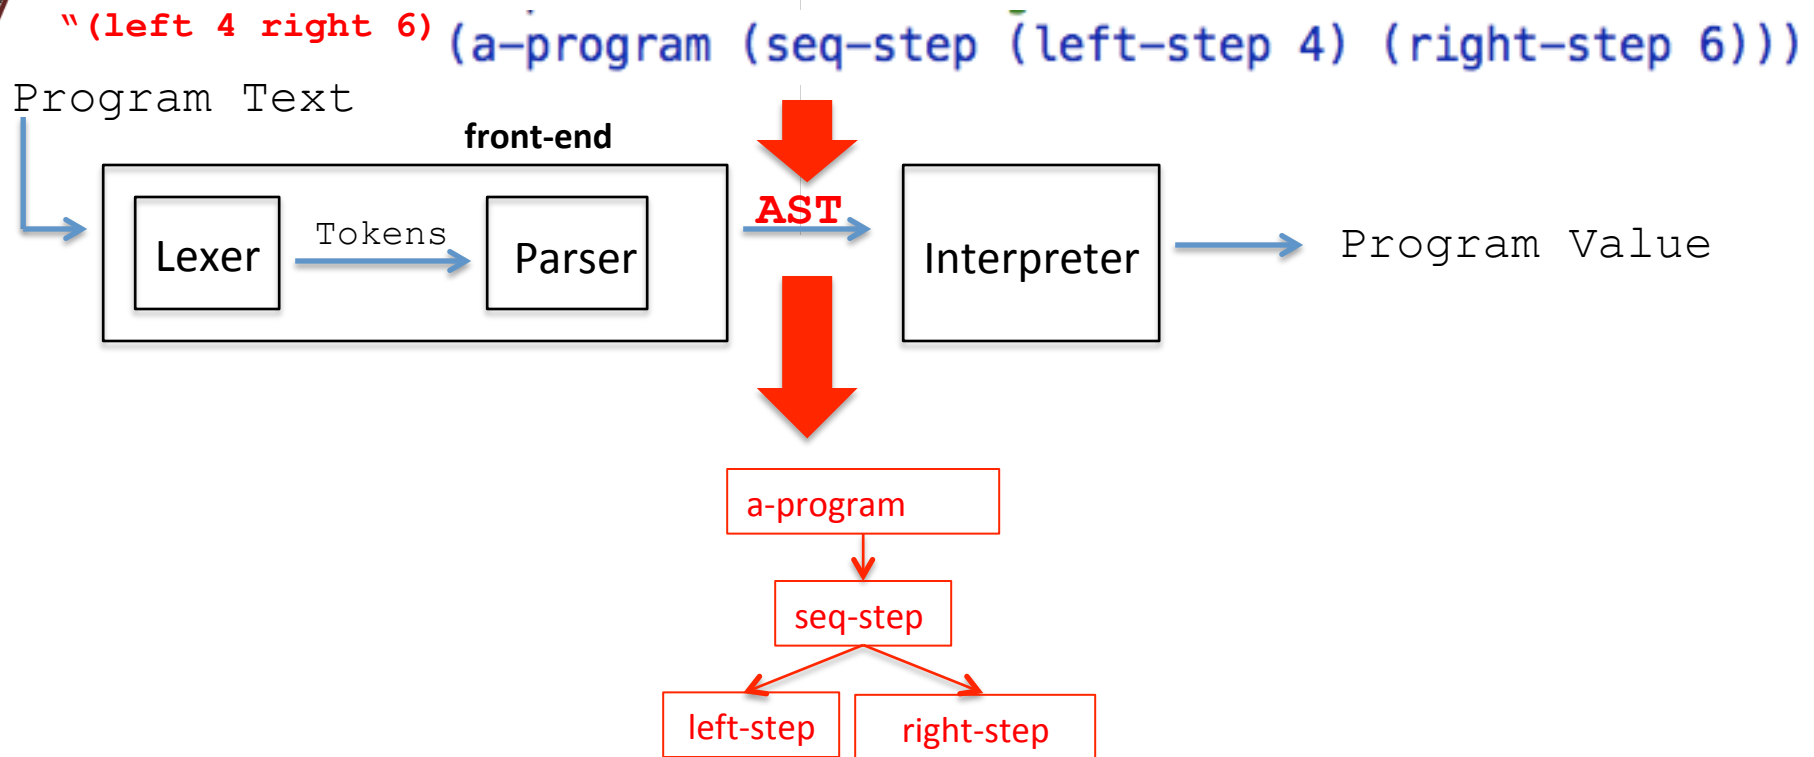 “(left 4 right 6) (a-program (seq-step (left-step 4) (right-step 6)))
Program Text
front-end
AST
Lexer Tokens Parser Interpreter Program Value
a-program
seq-step
left-step right-step